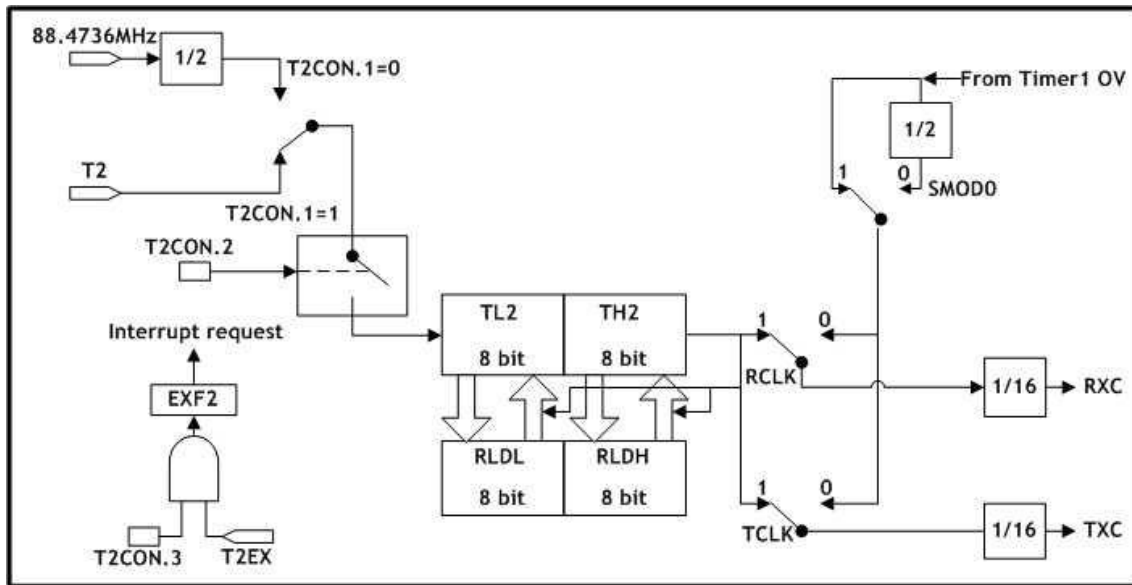 88.4736MHz
1/2
T2CON.1=0
From Timer1 OV
1/2
1
0
SMOD0
T2
T2CON.1=1
T2CON.2
TL2
8 bit
TH2
8 bit
1
0
RCLK
1/16
RXC
Interrupt request
EXF2
RLDL
8 bit
RLDH
8 bit
1
0
TCLK
1/16
TXC
T2CON.3
T2EX